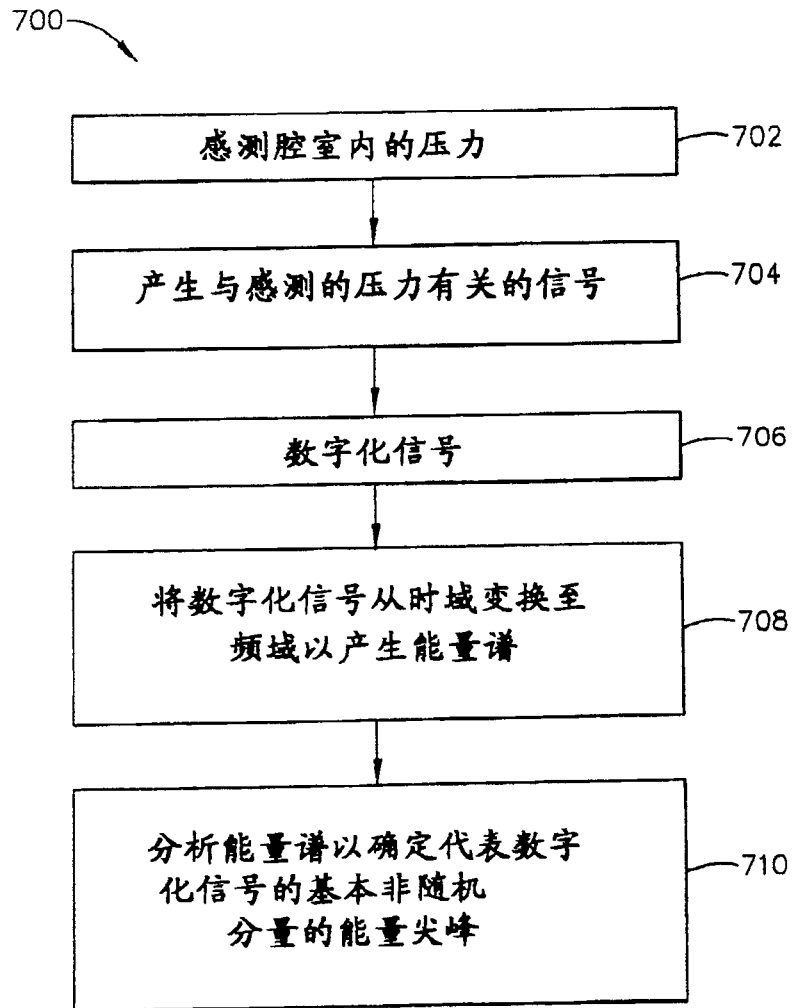 700
感测腔室内的压力
702
产生与感测的压力有关的信号
704
数字化信号
706
将数字化信号从时域变换至
频域以产生能量谱
708
分析能量谱以确定代表数字
化信号的基本非随机
分量的能量尖峰
710